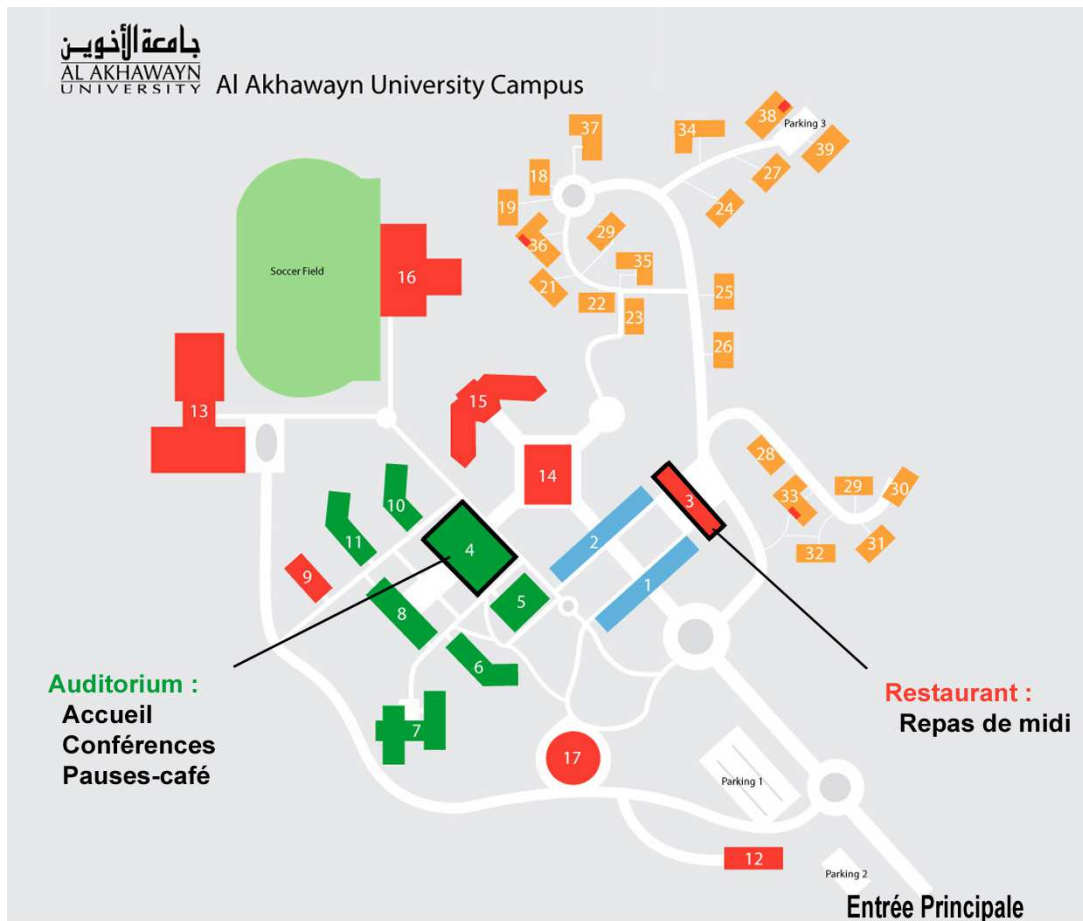 جامعة الأخوين
AL AKHAWAYN
UNIVERSITY
Al Akhawayn University Campus
37
34
38
Parking 3
39
18
27
19
24
29
36
35
Soccer Field
16
21
25
22
23
26
13
15
28
14
33
29
30
3
10
2
31
11
4
32
9
1
5
8
6
Auditorium :
Accueil
Conférences
Pauses-café
Restaurant :
Repas de midi
7
17
Parking 1
12
Parking 2
Entrée Principale